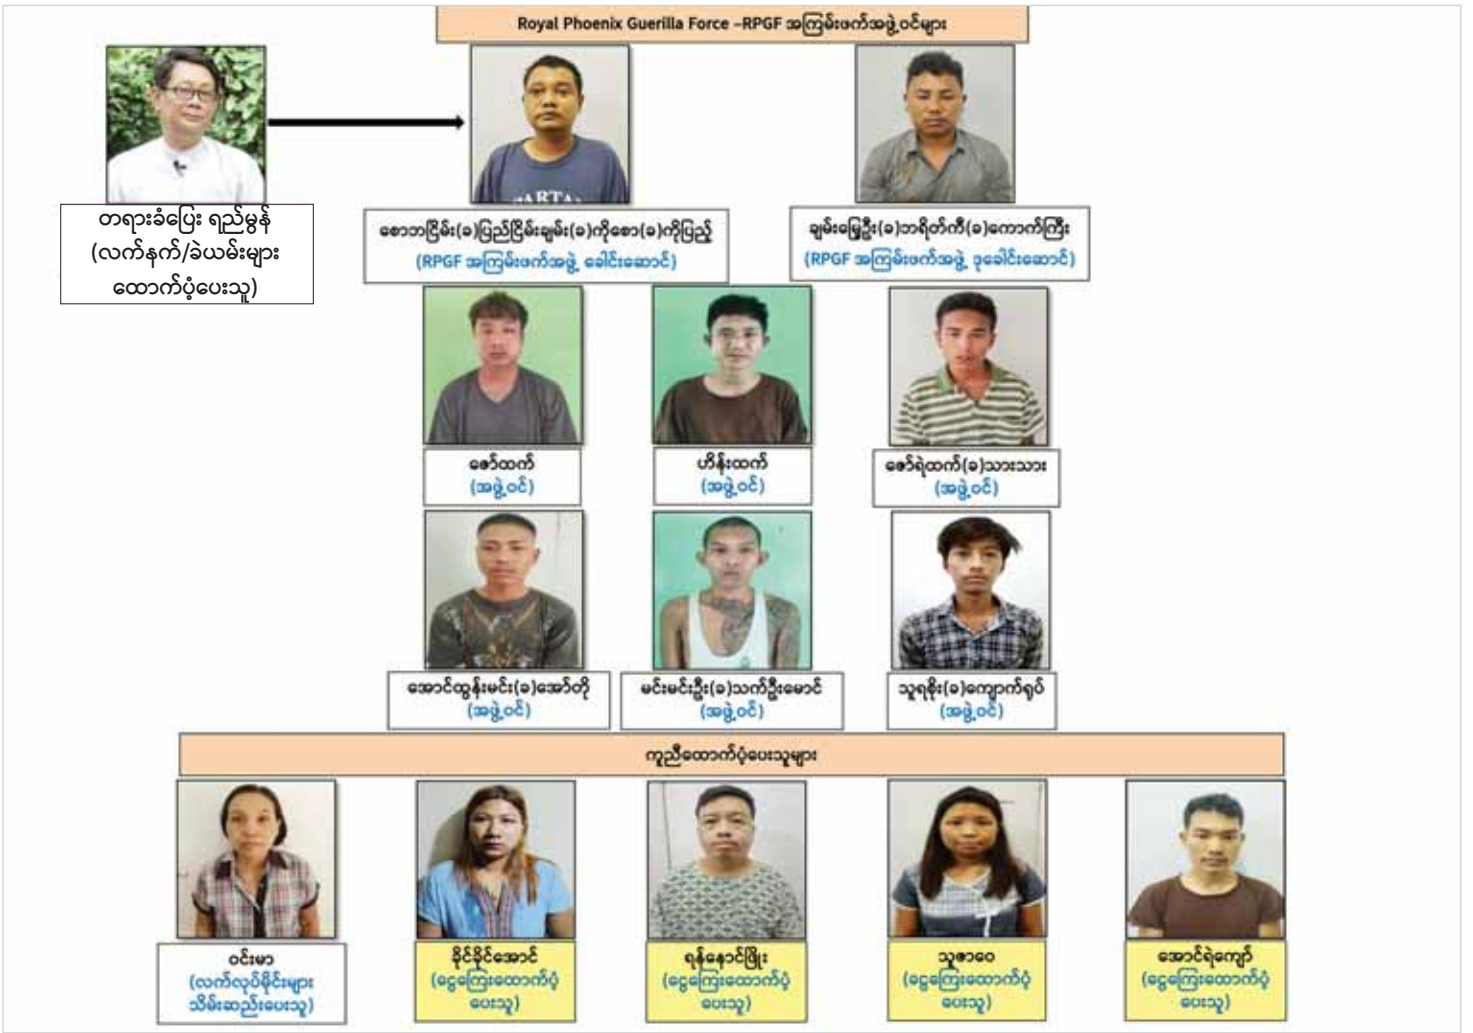 Royal Phoenix Guerilla Force –RPGF အကြမ်းဖက်အဖွဲ့ဝင်များ
တရားခံပြေး ရည်မွန်
(လက်နက်/ခဲယမ်းများ
ထောက်ပံ့ပေးသူ)
စောဘငြိမ်း(ခ)ပြည်ငြိမ်းချမ်း(ခ)ကိုစော(ခ)ကိုပြည့်
(RPGF အကြမ်းဖက်အဖွဲ့ ခေါင်းဆောင်)
ချမ်းမြှေ့ဦး(ခ)ဘရိတ်ကီ(ခ)ကောက်ကြီး
(RPGF အကြမ်းဖက်အဖွဲ့ ဒုခေါင်းဆောင်)
ARTA
ဇော်ထက်
(အဖွဲ့ဝင်)
ဟိန်းထက်
(အဖွဲ့ဝင်)
ဇော်ရဲထက်(ခ)သားသား
(အဖွဲ့ဝင်)
အောင်ထွန်းမင်း(ခ)အော်တို
(အဖွဲ့ဝင်)
မင်းမင်းဦး(ခ)သက်ဦးမောင်
(အဖွဲ့ဝင်)
သူရစိုး(ခ)ကျောက်ရုပ်
(အဖွဲ့ဝင်)
ကူညီထောက်ပံ့ပေးသူများ
ဝင်းမာ
(လက်လုပ်မိုင်းများ
သိမ်းဆည်းပေးသူ)
ခိုင်ခိုင်အောင်
(ငွေကြေးထောက်ပံ့
ပေးသူ)
ရန်နောင်ဖြိုး
(ငွေကြေးထောက်ပံ့
ပေးသူ)
သူဇာဝေ
(ငွေကြေးထောက်ပံ့
ပေးသူ)
အောင်ရဲကျော်
(ငွေကြေးထောက်ပံ့
ပေးသူ)